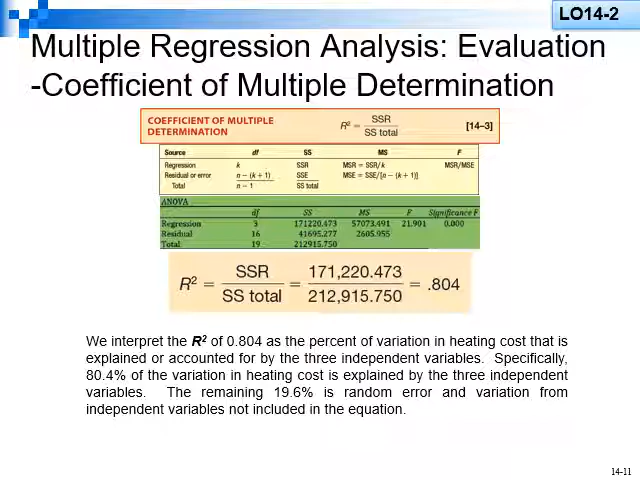 LO14-2
Multiple Regression Analysis: Evaluation
-Coefficient of Multiple Determination
COEFFICIENT OF MULTIPLE DETERMINATION R² = SSR / SS total [14–3]
Source df SS MS F
Regression k SSR MSR = SSR/k MSR/MSE
Residual or error n − (k + 1) SSE MSE = SSE/[n − (k + 1)]
Total n − 1 SS total
ANOVA
df SS MS F Significance F
Regression 3 171220.473 57073.491 21.901 0.000
Residual 16 41695.277 2605.955
Total 19 212915.750
R² = SSR / SS total = 171,220.473 / 212,915.750 = .804
We interpret the R² of 0.804 as the percent of variation in heating cost that is
explained or accounted for by the three independent variables. Specifically,
80.4% of the variation in heating cost is explained by the three independent
variables. The remaining 19.6% is random error and variation from
independent variables not included in the equation.
14-11